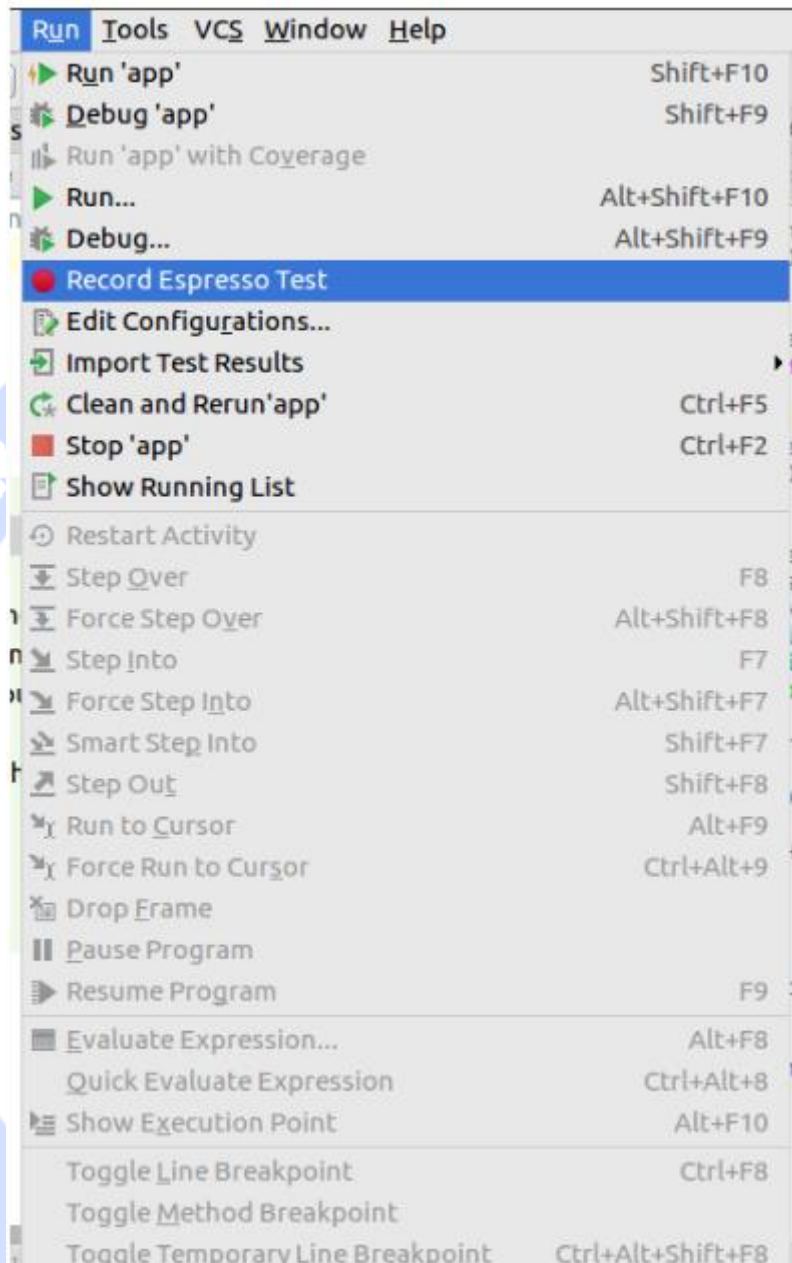 Run Tools VCS Window Help
Run 'app' Shift+F10
Debug 'app' Shift+F9
Run 'app' with Coverage
Run... Alt+Shift+F10
Debug... Alt+Shift+F9
Record Espresso Test
Edit Configurations...
Import Test Results
Clean and Rerun'app' Ctrl+F5
Stop 'app' Ctrl+F2
Show Running List
Restart Activity
Step Over F8
Force Step Over Alt+Shift+F8
Step Into F7
Force Step Into Alt+Shift+F7
Smart Step Into Shift+F7
Step Out Shift+F8
Run to Cursor Alt+F9
Force Run to Cursor Ctrl+Alt+9
Drop Frame
Pause Program
Resume Program F9
Evaluate Expression... Alt+F8
Quick Evaluate Expression Ctrl+Alt+8
Show Execution Point Alt+F10
Toggle Line Breakpoint Ctrl+F8
Toggle Method Breakpoint
Toggle Temporary Line Breakpoint Ctrl+Alt+Shift+F8